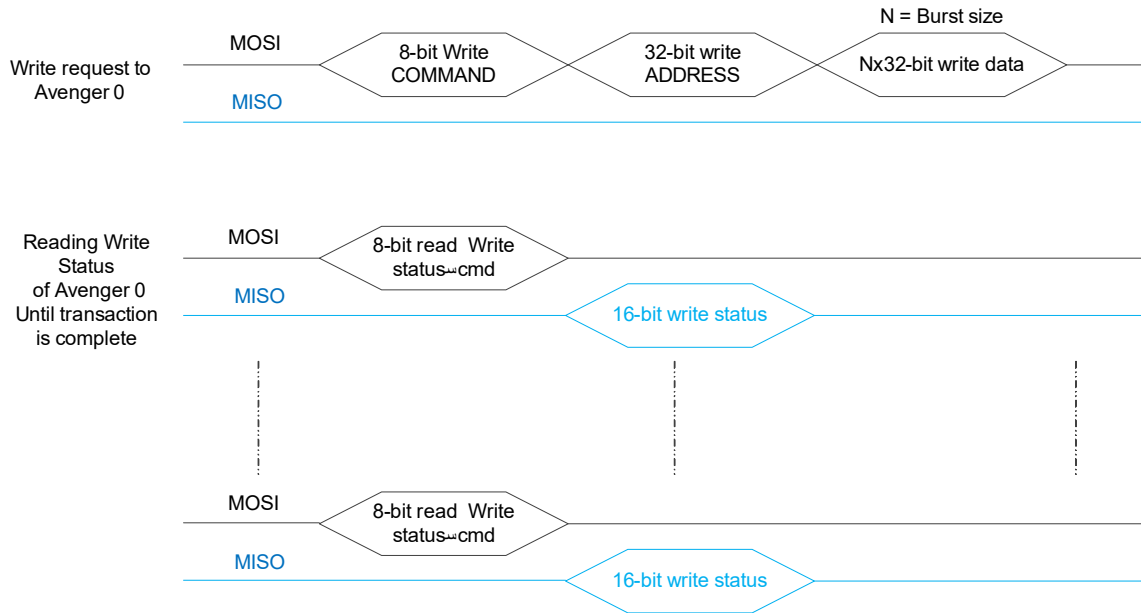 N = Burst size
MOSI
8-bit Write
COMMAND
32-bit write
ADDRESS
Nx32-bit write data
Write request to
Avenger 0
MISO
Reading Write
Status
of Avenger 0
Until transaction
is complete
MOSI
8-bit read Write
status cmd
MISO
16-bit write status
MOSI
8-bit read Write
status cmd
MISO
16-bit write status